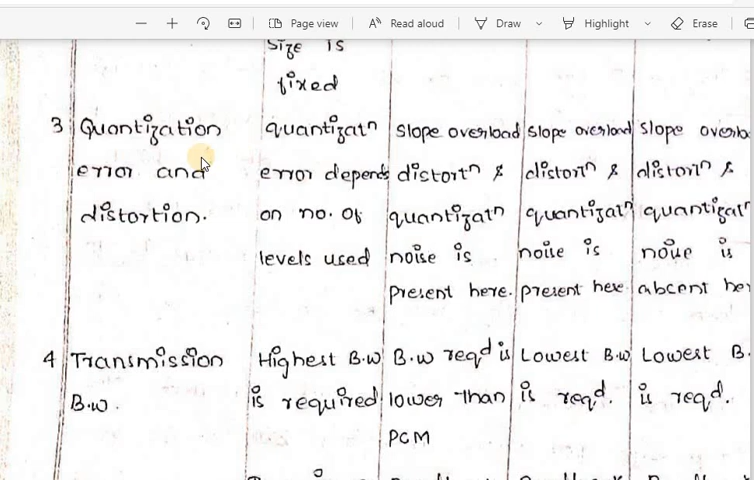 Page view Read aloud Draw Highlight Erase
size is
fixed
3 Quantization quantizatn slope overload slope overload slope overlo
error and error depends distortn & distortn & distortn &
distortion. on no. of quantizatn quantizatn quantizat
levels used noise is noise is noise is
present here. present here. abscent he
4 Transmission Highest B.w B.w reqd is Lowest B.w Lowest B.
B.w. is required lower than is reqd. is reqd.
PCM